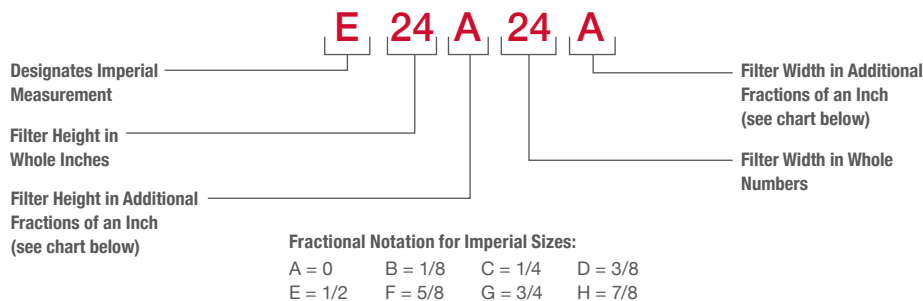 E 24 A 24 A
Designates Imperial
Measurement
Filter Height in
Whole Inches
Filter Height in Additional
Fractions of an Inch
(see chart below)
Filter Width in Additional
Fractions of an Inch
(see chart below)
Filter Width in Whole
Numbers
Fractional Notation for Imperial Sizes:
A = 0 B = 1/8 C = 1/4 D = 3/8
E = 1/2 F = 5/8 G = 3/4 H = 7/8